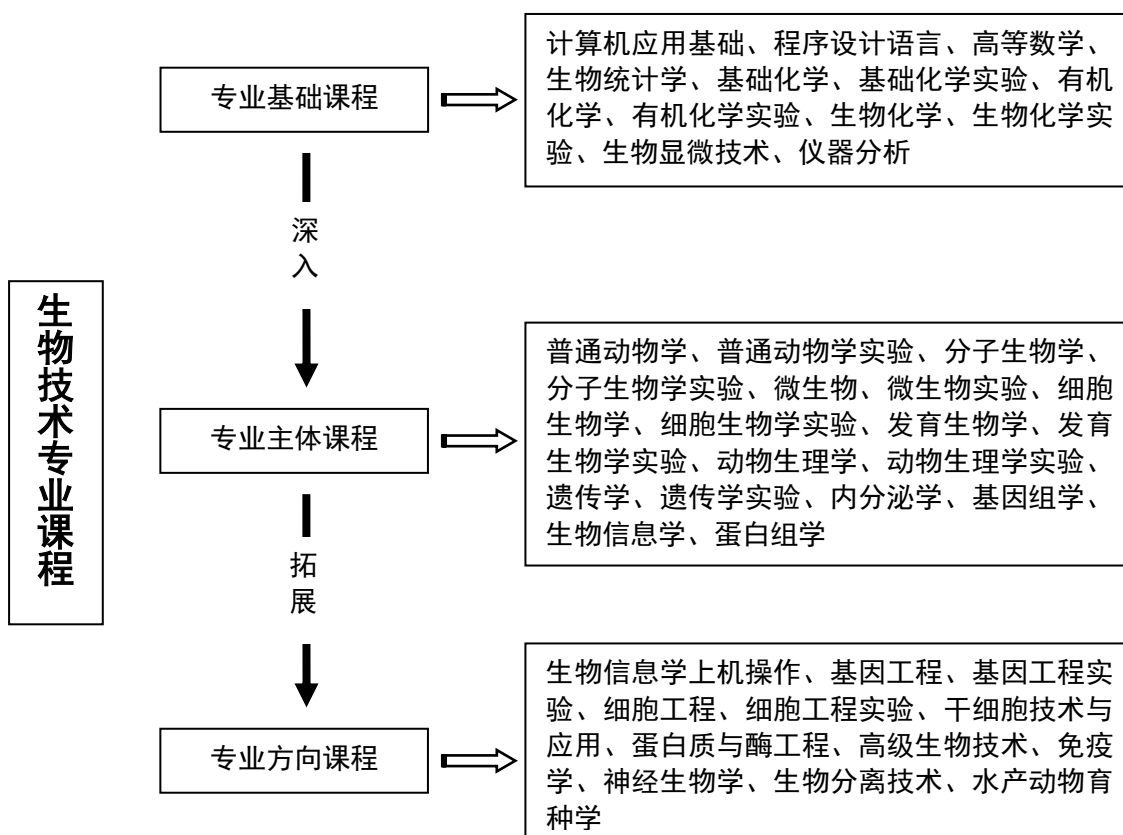 计算机应用基础、程序设计语言、高等数学、
生物统计学、基础化学、基础化学实验、有机
化学、有机化学实验、生物化学、生物化学实
验、生物显微技术、仪器分析
专业基础课程
深
入
生物技术专业课程
普通动物学、普通动物学实验、分子生物学、
分子生物学实验、微生物、微生物实验、细胞
生物学、细胞生物学实验、发育生物学、发育
生物学实验、动物生理学、动物生理学实验、
遗传学、遗传学实验、内分泌学、基因组学、
生物信息学、蛋白组学
专业主体课程
拓
展
生物信息学上机操作、基因工程、基因工程实
验、细胞工程、细胞工程实验、干细胞技术与
应用、蛋白质与酶工程、高级生物技术、免疫
学、神经生物学、生物分离技术、水产动物育
种学
专业方向课程